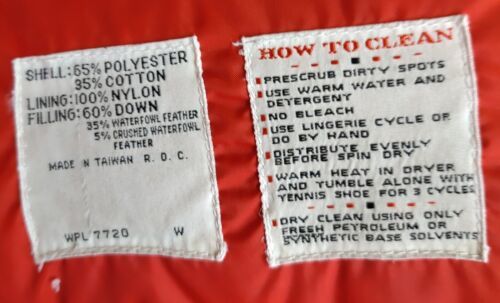 SHELL: 65% POLYESTER
35% COTTON
LINING: 100% NYLON
FILLING: 60% DOWN
35% WATERFOWL FEATHER
5% CRUSHED WATERFOWL
FEATHER
MADE IN TAIWAN R. O. C.
WPL 7720 W
HOW TO CLEAN
PRESCRUB DIRTY SPOTS
USE WARM WATER AND
DETERGENT
NO BLEACH
USE LINGERIE CYCLE OF
DO BY HAND
DISTRIBUTE EVENLY
BEFORE SPIN DRY
WARM HEAT IN DRYER
AND TUMBLE ALONE WITH
TENNIS SHOE FOR 3 CYCLES
DRY CLEAN USING ONLY
FRESH PETROLEUM OR
SYNTHETIC BASE SOLVENTS